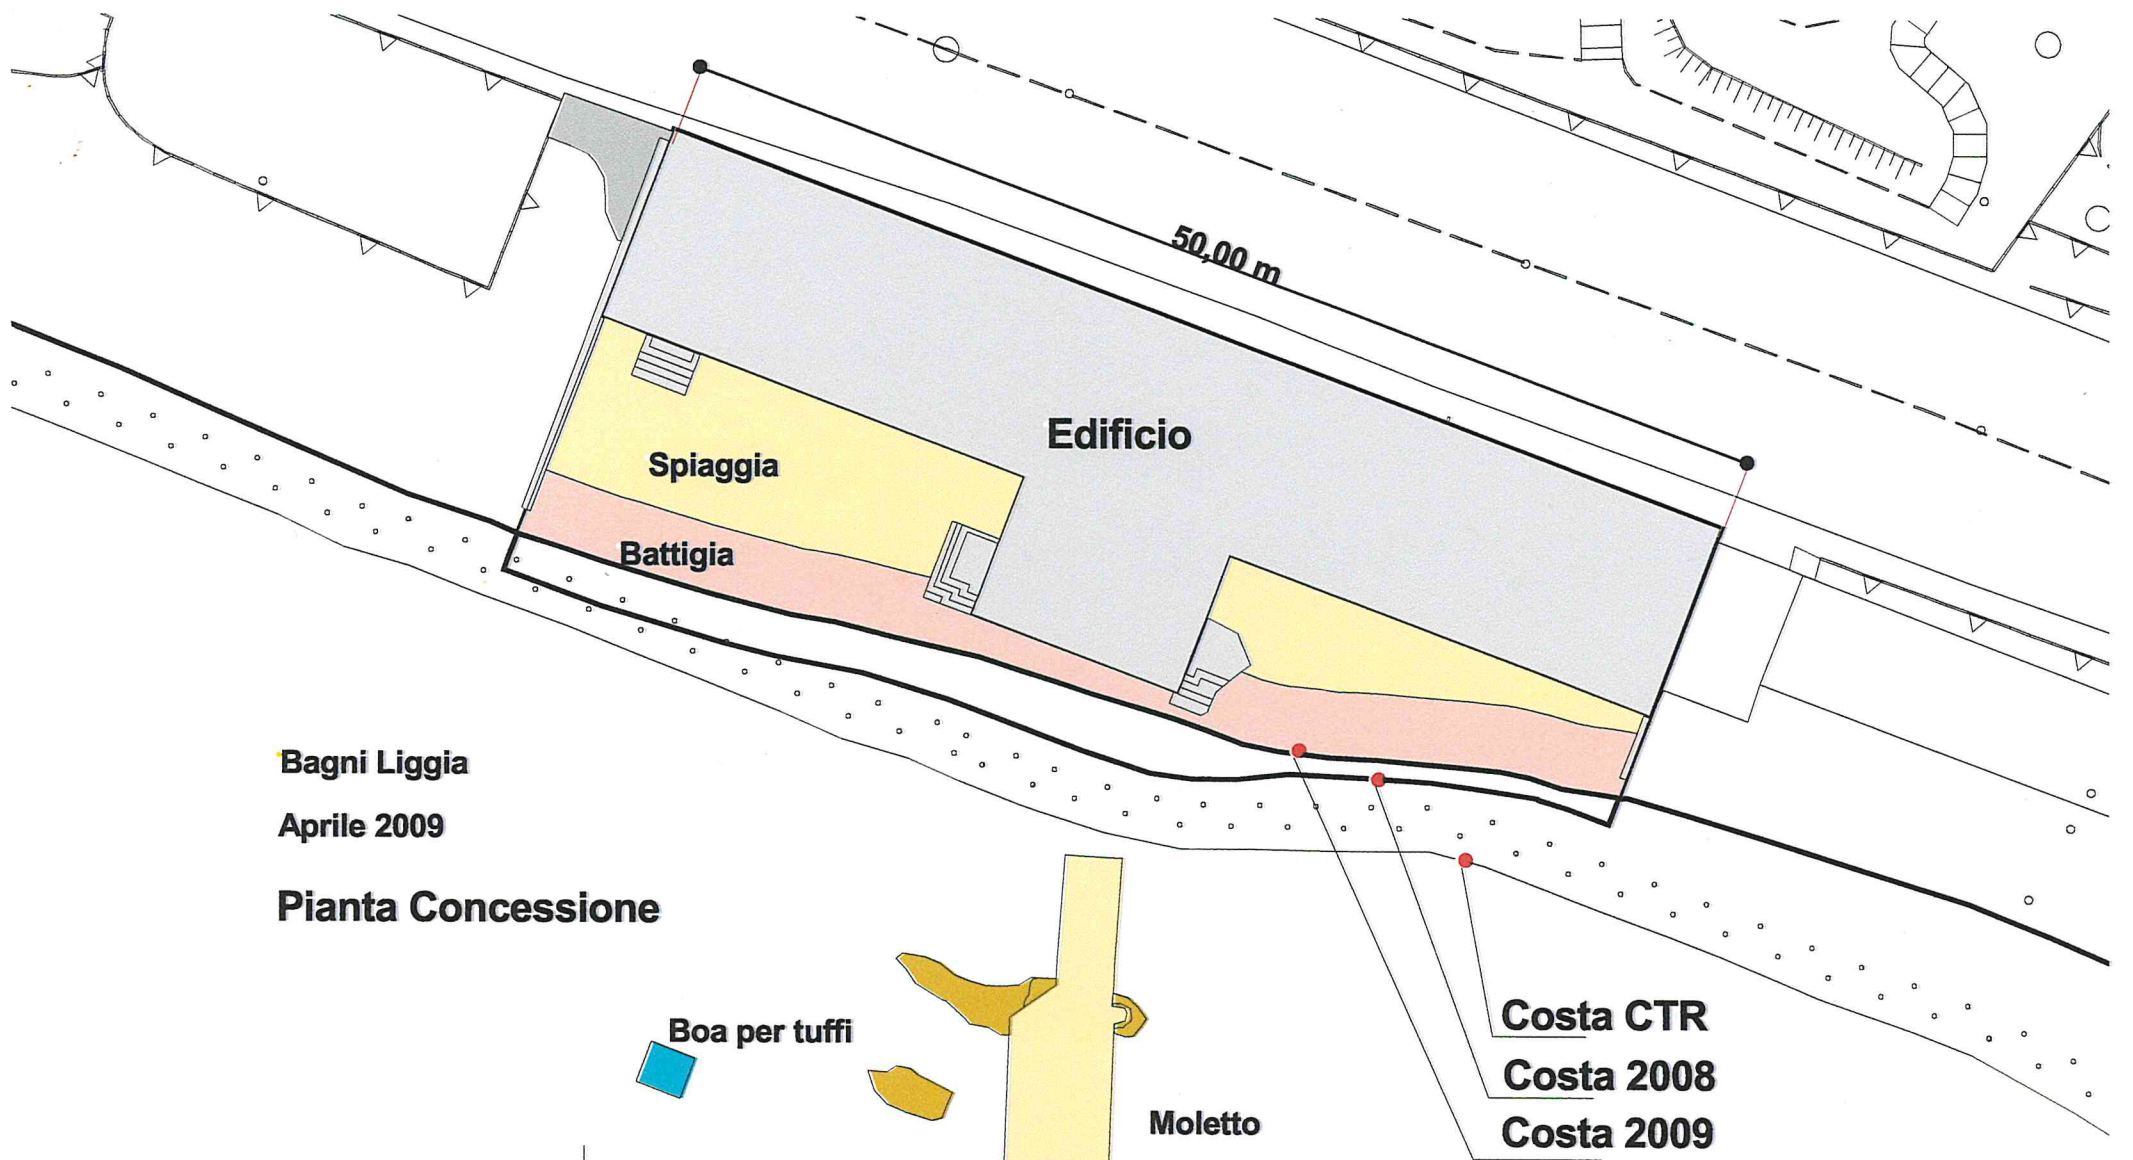 50,00 m
Edificio
Spiaggia
Battigia
Bagni Liggia
Aprile 2009
Pianta Concessione
Boa per tuffi
Moletto
Costa CTR
Costa 2008
Costa 2009